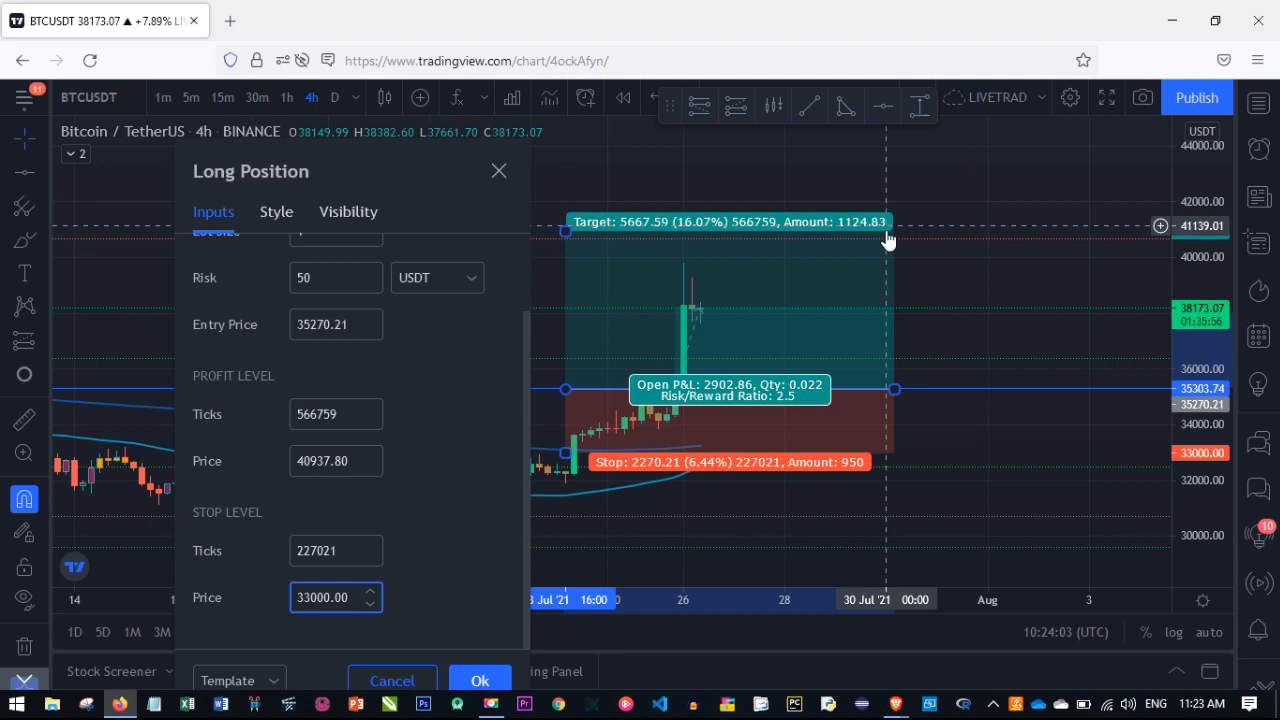 BTCUSDT 38173.07 ▲ +7.89% LI
https://www.tradingview.com/chart/4ockAfyn/
11
BTCUSDT 1m 5m 15m 30m 1h 4h D LIVETRAD Publish
Bitcoin / TetherUS · 4h · BINANCE O38149.99 H38382.60 L37661.70 C38173.07
2
USDT
44000.00
42000.00
41139.01
40000.00
38173.07
01:35:56
36000.00
35303.74
35270.21
34000.00
33000.00
32000.00
30000.00
Long Position
Inputs Style Visibility
Risk 50 USDT
Entry Price 35270.21
PROFIT LEVEL
Ticks 566759
Price 40937.80
STOP LEVEL
Ticks 227021
Price 33000.00
Template Cancel Ok
Target: 5667.59 (16.07%) 566759, Amount: 1124.83
Open P&L: 2902.86, Qty: 0.022
Risk/Reward Ratio: 2.5
Stop: 2270.21 (6.44%) 227021, Amount: 950
14 Jul '21 16:00 26 28 30 Jul '21 00:00 Aug 3
1D 5D 1M 3M 10:24:03 (UTC) % log auto
Stock Screener ing Panel
10
ENG 11:23 AM